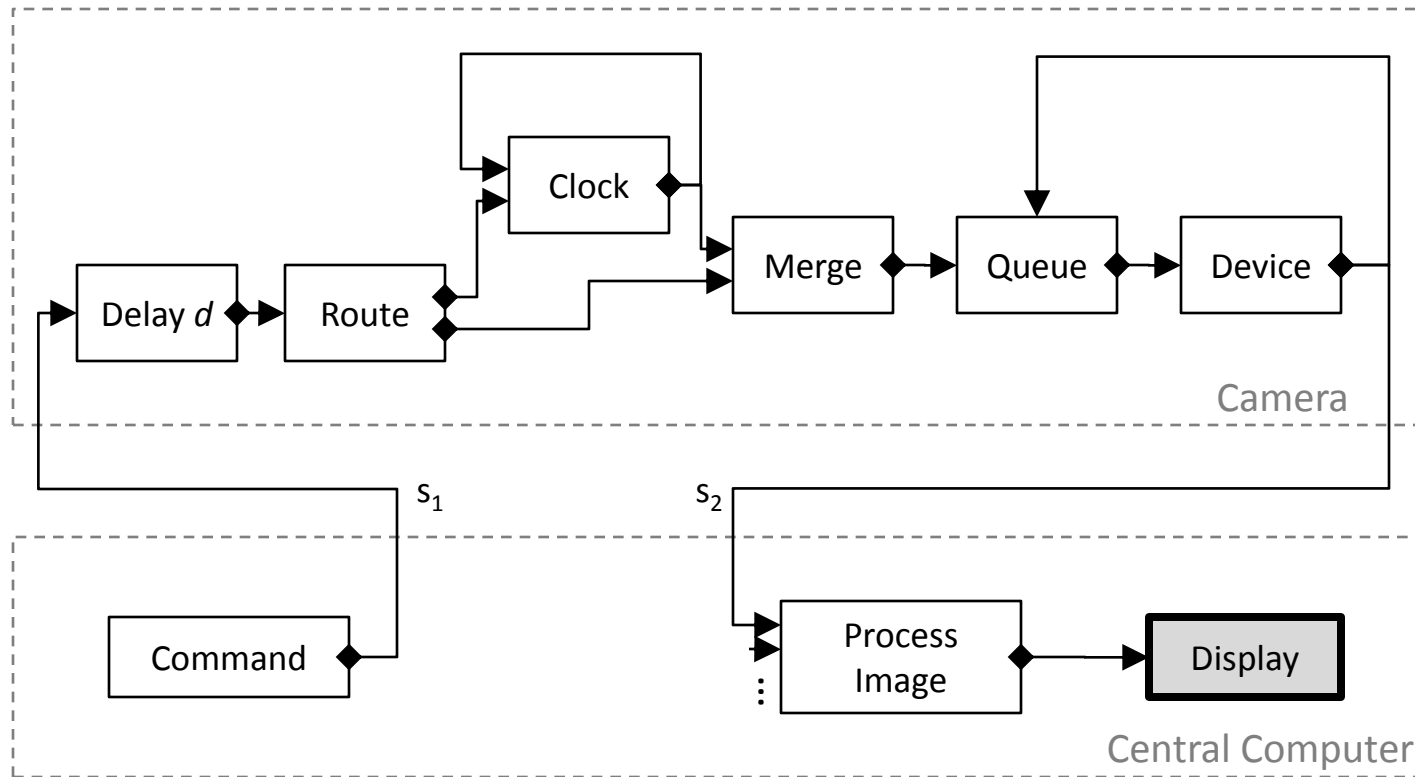 Clock
Merge
Queue
Device
Delay d
Route
Camera
s₁
s₂
Command
Process
Image
Display
...
Central Computer